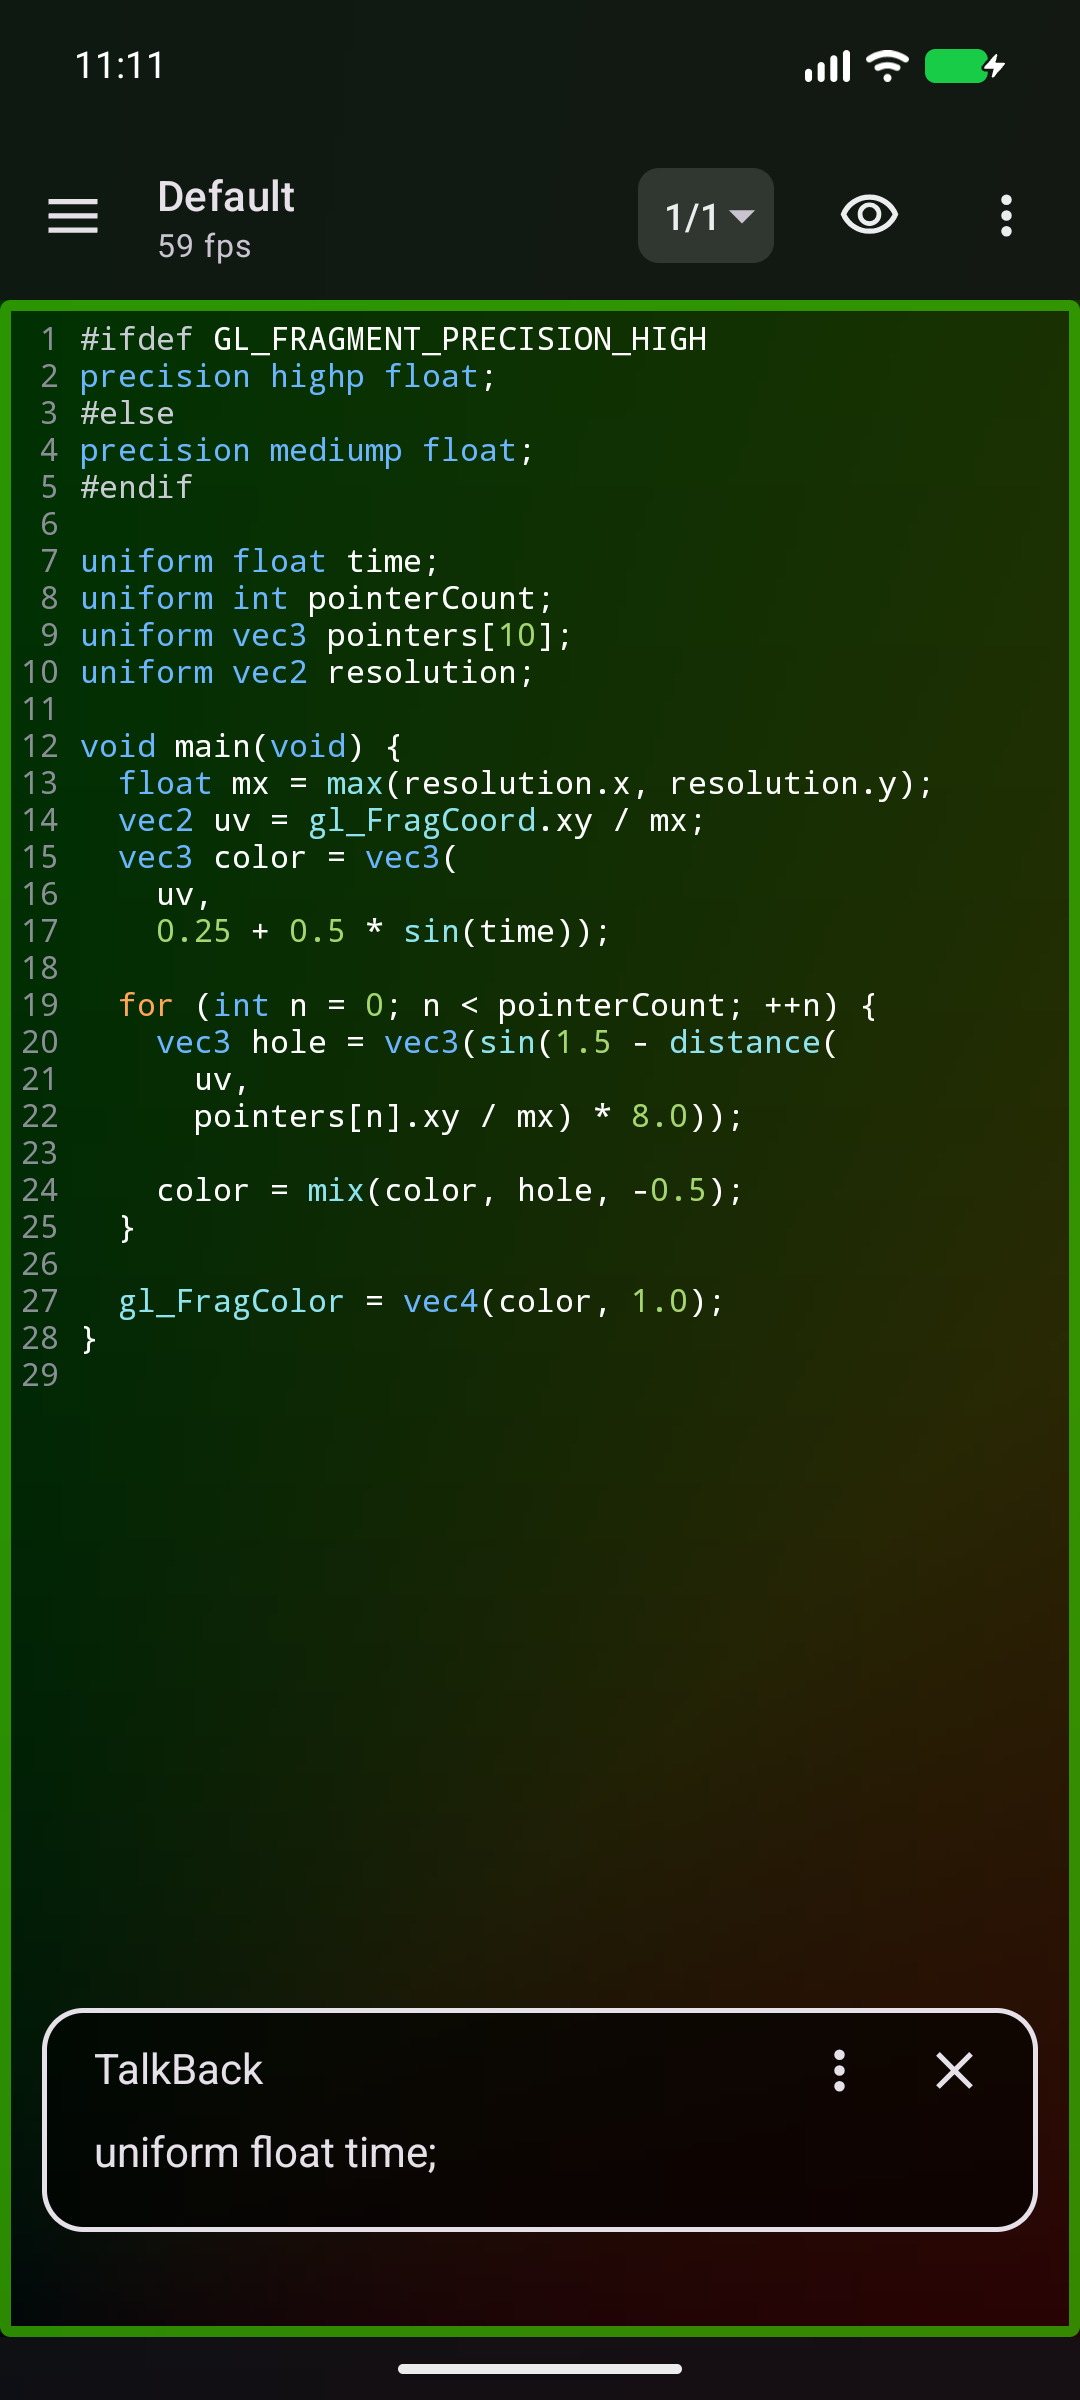 11:11
Default
59 fps
1/1
1 #ifdef GL_FRAGMENT_PRECISION_HIGH
2 precision highp float;
3 #else
4 precision mediump float;
5 #endif
6
7 uniform float time;
8 uniform int pointerCount;
9 uniform vec3 pointers[10];
10 uniform vec2 resolution;
11
12 void main(void) {
13   float mx = max(resolution.x, resolution.y);
14   vec2 uv = gl_FragCoord.xy / mx;
15   vec3 color = vec3(
16     uv,
17     0.25 + 0.5 * sin(time));
18
19   for (int n = 0; n < pointerCount; ++n) {
20     vec3 hole = vec3(sin(1.5 - distance(
21       uv,
22       pointers[n].xy / mx) * 8.0));
23
24     color = mix(color, hole, -0.5);
25   }
26
27   gl_FragColor = vec4(color, 1.0);
28 }
29
TalkBack
uniform float time;